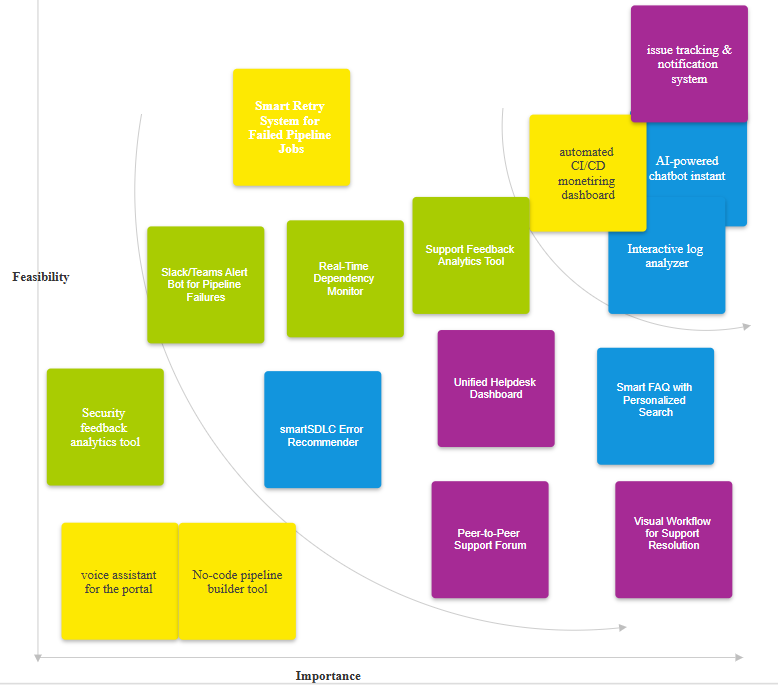 issue tracking &
notification
system
Smart Retry
System for
Failed Pipeline
Jobs
automated
CI/CD
monetiring
dashboard
AI-powered
chatbot instant
Support Feedback
Analytics Tool
Interactive log
analyzer
Slack/Teams Alert
Bot for Pipeline
Failures
Real-Time
Dependency
Monitor
Feasibility
Unified Helpdesk
Dashboard
Smart FAQ with
Personalized
Search
Security
feedback
analytics tool
smartSDLC Error
Recommender
Peer-to-Peer
Support Forum
Visual Workflow
for Support
Resolution
voice assistant
for the portal
No-code pipeline
builder tool
Importance